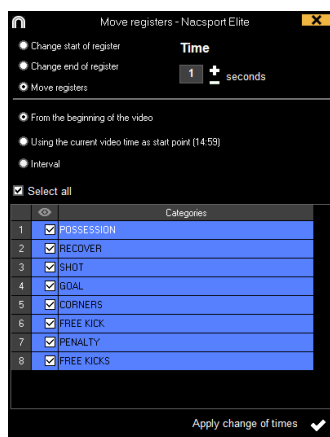 Move registers - Nacsport Elite
Change start of register
Time
Change end of register
1 seconds
Move registers
From the beginning of the video
Using the current video time as start point (14:59)
Interval
Select all
Categories
1 POSSESSION
2 RECOVER
3 SHOT
4 GOAL
5 CORNERS
6 FREE KICK
7 PENALTY
8 FREE KICKS
Apply change of times